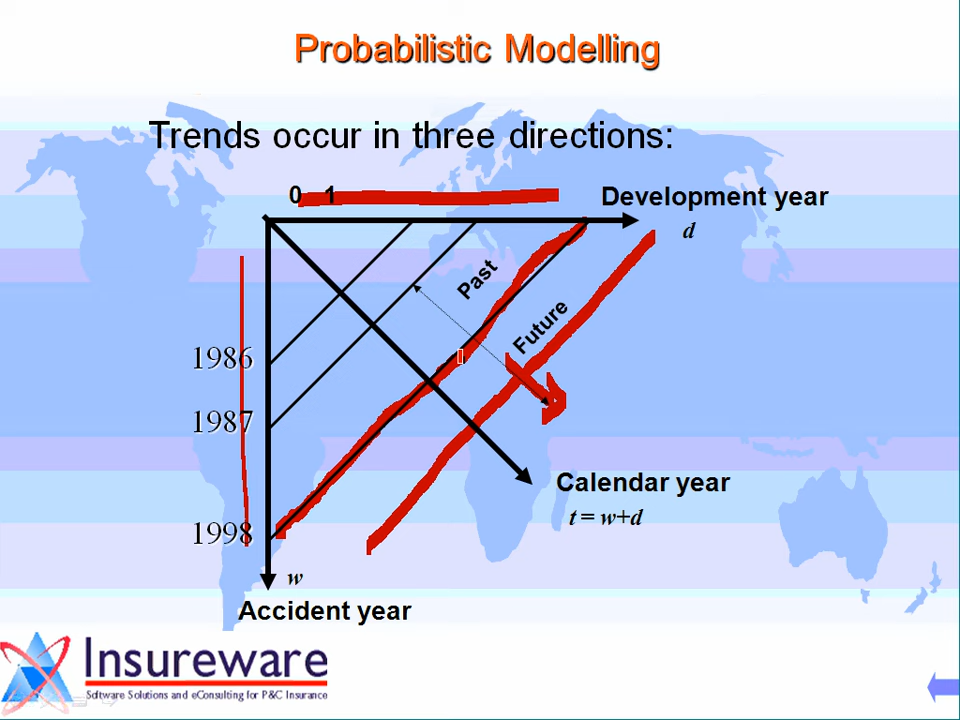 Probabilistic Modelling
Trends occur in three directions:
0 1
Development year
d
Past
Future
1986
1987
1998
Calendar year
t = w+d
w
Accident year
Insureware
Software Solutions and eConsulting for P&C Insurance